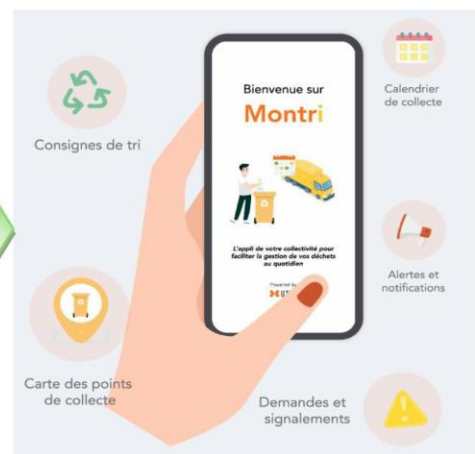 Consignes de tri
Carte des points
de collecte
Bienvenue sur
Montri
L'appli de votre collectivité pour
faciliter la gestion de vos déchets
au quotidien
Powered by
Calendrier
de collecte
Alertes et
notifications
Demandes et
signalements